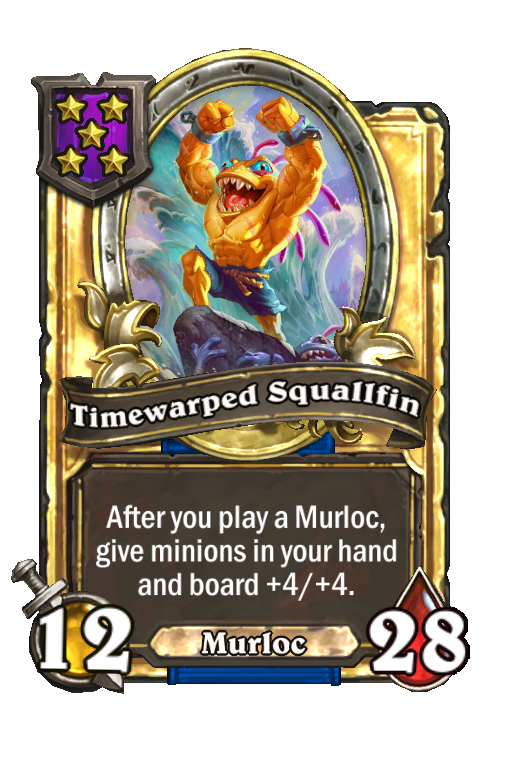 Timewarped Squallfin
After you play a Murloc,
give minions in your hand
and board +4/+4.
12
Murloc
28